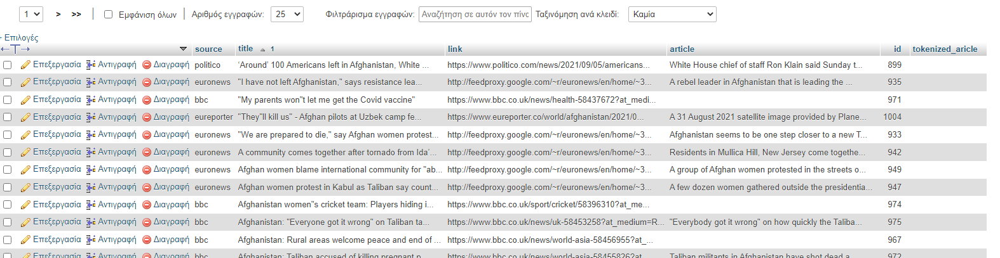 1 > >> | Εμφάνιση όλων | Αριθμός εγγραφών: 25 Φιλτράρισμα εγγραφών: Αναζήτηση σε αυτόν τον πίνα Ταξινόμηση ανά κλειδί: Καμία
+ Επιλογές
←T→ source title 1 link article id tokenized_aricle
Επεξεργασία Αντιγραφή Διαγραφή politico ‘Around’ 100 Americans left in Afghanistan, White ... https://www.politico.com/news/2021/09/05/americans... White House chief of staff Ron Klain said Sunday t... 899
Επεξεργασία Αντιγραφή Διαγραφή euronews "I have not left Afghanistan," says resistance lea... http://feedproxy.google.com/~r/euronews/en/home/~3... A rebel leader in Afghanistan that is leading the ... 935
Επεξεργασία Αντιγραφή Διαγραφή bbc "My parents won"t let me get the Covid vaccine" https://www.bbc.co.uk/news/health-58437672?at_medi... 971
Επεξεργασία Αντιγραφή Διαγραφή eureporter "They"ll kill us" - Afghan pilots at Uzbek camp fe... https://www.eureporter.co/world/afghanistan/2021/0... A 31 August 2021 satellite image provided by Plane... 1004
Επεξεργασία Αντιγραφή Διαγραφή euronews "We are prepared to die," say Afghan women protest... http://feedproxy.google.com/~r/euronews/en/home/~3... Afghanistan seems to be one step closer to a new T... 933
Επεξεργασία Αντιγραφή Διαγραφή euronews A community comes together after tornado from Ida’... http://feedproxy.google.com/~r/euronews/en/home/~3... Residents in Mullica Hill, New Jersey come togethe... 942
Επεξεργασία Αντιγραφή Διαγραφή euronews Afghan women blame international community for "ab... http://feedproxy.google.com/~r/euronews/en/home/~3... A group of Afghan women protested in the streets o... 949
Επεξεργασία Αντιγραφή Διαγραφή euronews Afghan women protest in Kabul as Taliban say count... http://feedproxy.google.com/~r/euronews/en/home/~3... A few dozen women gathered outside the presidentia... 947
Επεξεργασία Αντιγραφή Διαγραφή bbc Afghanistan women"s cricket team: Players hiding i... https://www.bbc.co.uk/sport/cricket/58396310?at_me... 974
Επεξεργασία Αντιγραφή Διαγραφή bbc Afghanistan: "Everyone got it wrong" on Taliban ta... https://www.bbc.co.uk/news/uk-58453258?at_medium=R... "Everybody got it wrong" on how quickly the Taliba... 975
Επεξεργασία Αντιγραφή Διαγραφή bbc Afghanistan: Rural areas welcome peace and end of ... https://www.bbc.co.uk/news/world-asia-58456955?at_... 967
Επεξεργασία Αντιγραφή Διαγραφή bbc Afghanistan: Taliban accused of killing pregnant p... https://www.bbc.co.uk/news/world-asia-58455826?at_... Taliban militants in Afghanistan have shot dead a ... 972